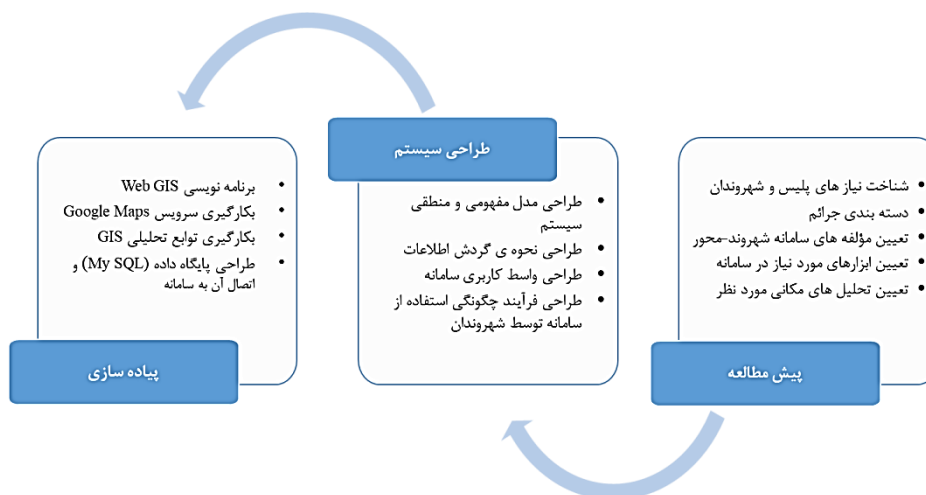 پیش مطالعه
• شناخت نیاز های پلیس و شهروندان
• دسته بندی جرائم
• تعیین مؤلفه های سامانه شهروند-محور
• تعیین ابزارهای مورد نیاز در سامانه
• تعیین تحلیل های مکانی مورد نظر
طراحی سیستم
• طراحی مدل مفهومی و منطقی
سیستم
• طراحی نحوه ی گردش اطلاعات
• طراحی واسط کاربری سامانه
• طراحی فرآیند چگونگی استفاده از
سامانه توسط شهروندان
پیاده سازی
• برنامه نویسی Web GIS
• بکارگیری سرویس Google Maps
• بکارگیری توابع تحلیلی GIS
• طراحی پایگاه داده (My SQL) و
اتصال آن به سامانه